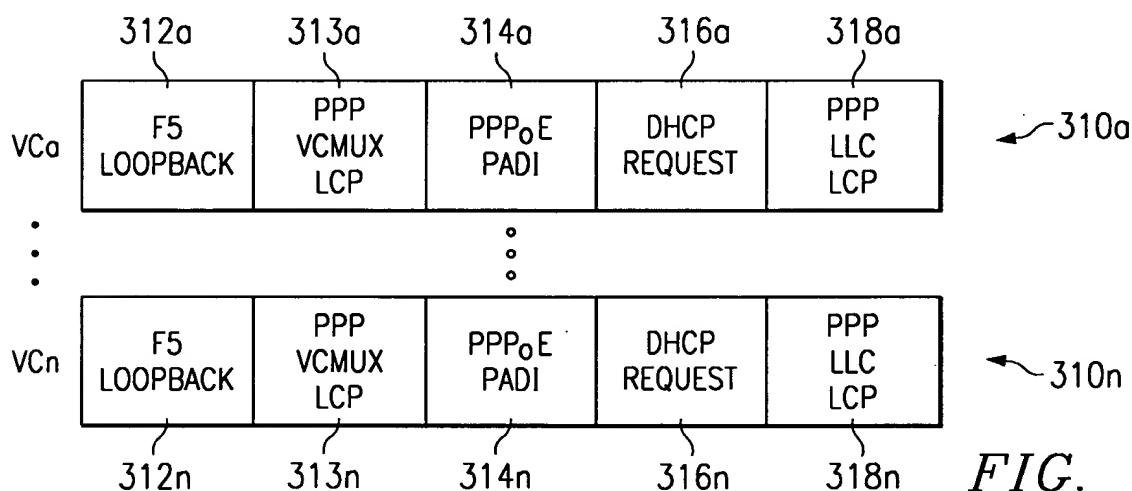 312a 313a 314a 316a 318a
VCa
F5 LOOPBACK
PPP VCMUX LCP
PPPoE PADI
DHCP REQUEST
PPP LLC LCP
310a
VCn
F5 LOOPBACK
PPP VCMUX LCP
PPPoE PADI
DHCP REQUEST
PPP LLC LCP
310n
312n 313n 314n 316n 318n
FIG.